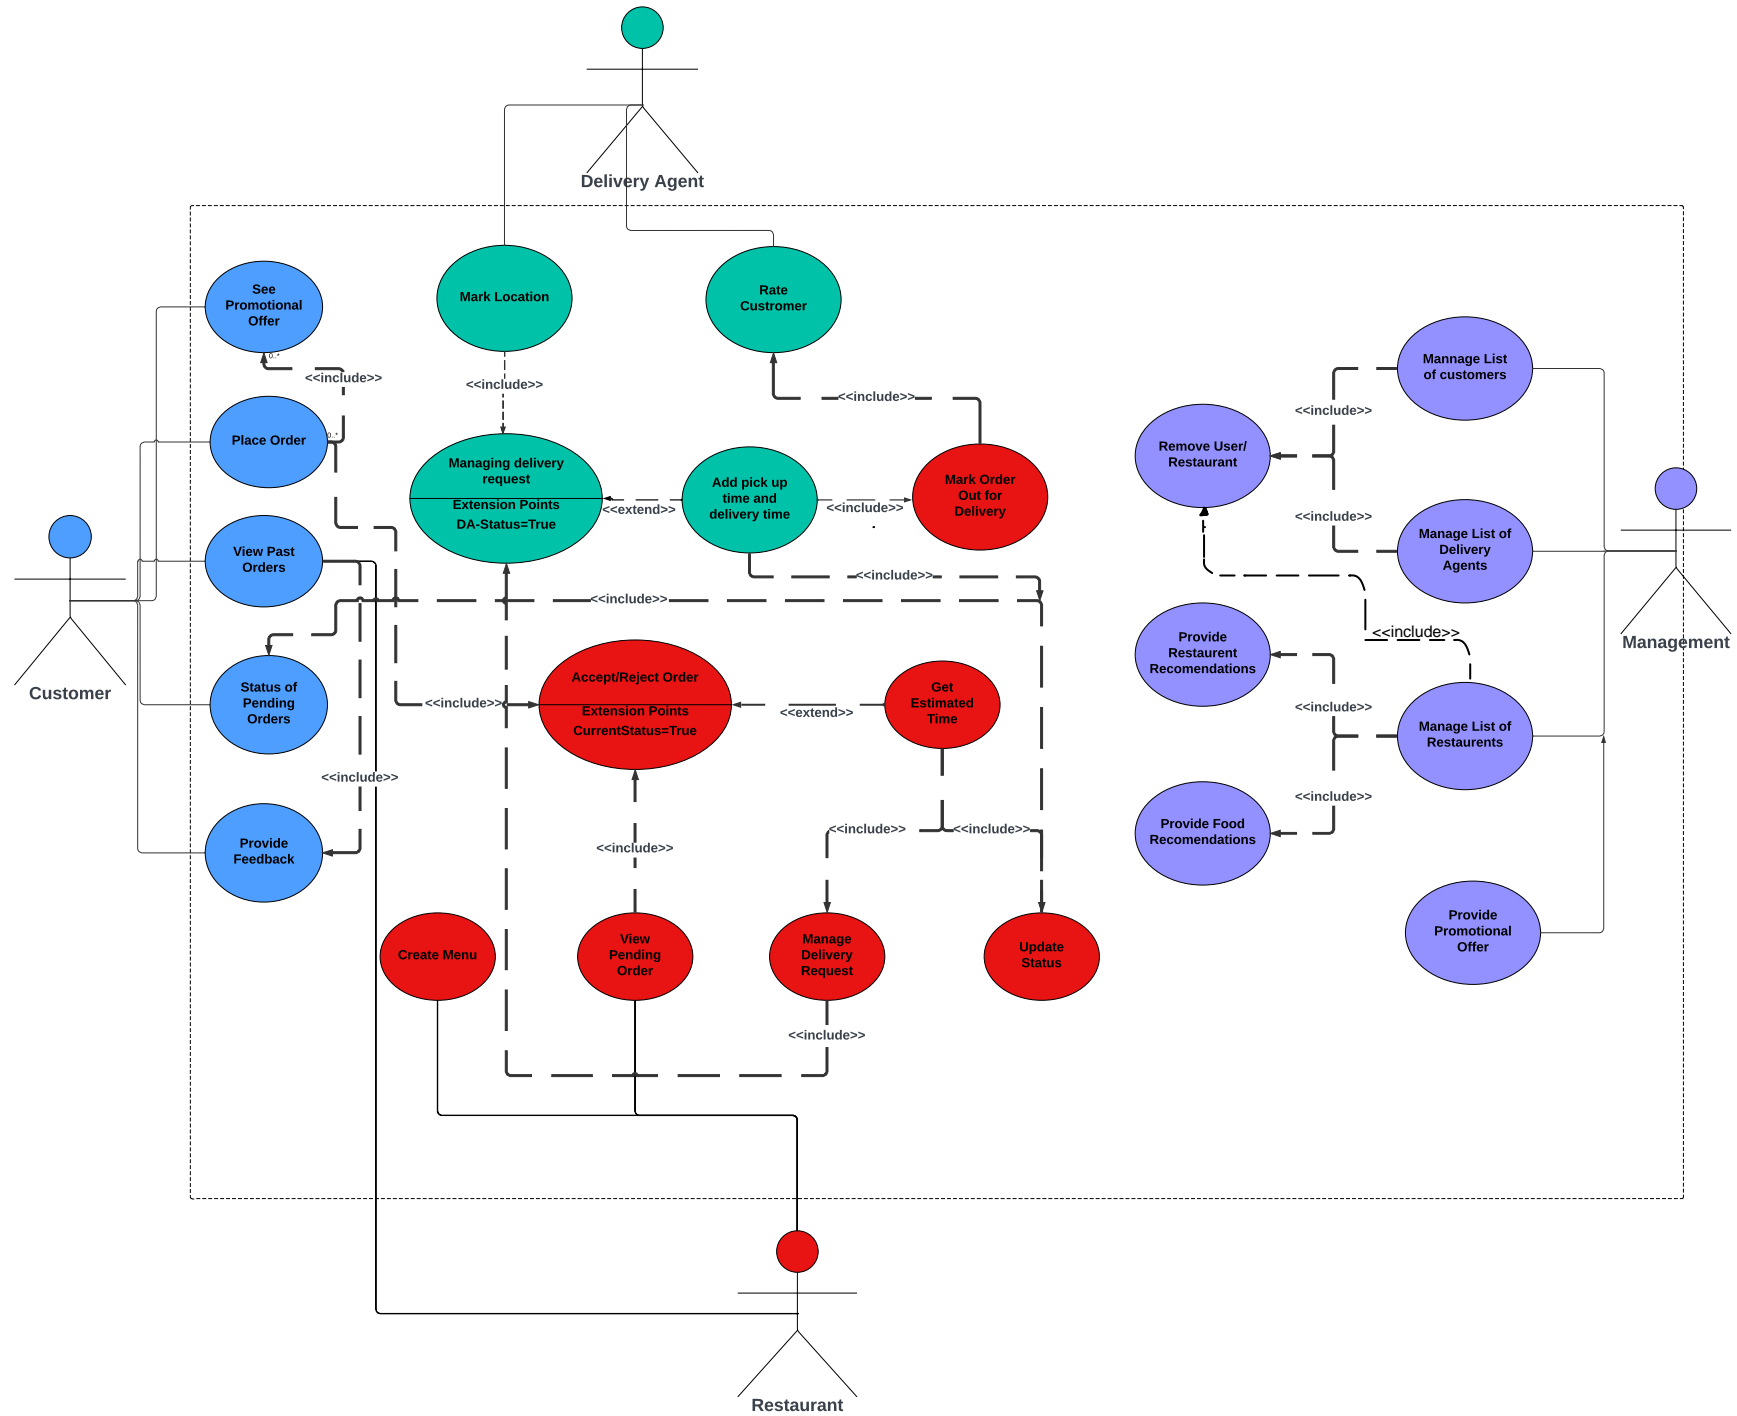 Delivery Agent
See
Promotional
Offer
0..*
<<include>>
Place Order
0..*
View Past
Orders
Customer
Status of
Pending
Orders
<<include>>
Provide
Feedback
Mark Location
<<include>>
Managing delivery
request
Extension Points
DA-Status=True
Rate
Custromer
<<include>>
Add pick up
time and
delivery time
<<extend>>
<<include>>
Mark Order
Out for
Delivery
<<include>>
<<include>>
Accept/Reject Order
Extension Points
CurrentStatus=True
<<include>>
<<extend>>
Get
Estimated
Time
<<include>>
<<include>>
<<include>>
Create Menu
View
Pending
Order
Manage
Delivery
Request
Update
Status
<<include>>
Mannage List
of customers
<<include>>
Remove User/
Restaurant
<<include>>
Manage List of
Delivery
Agents
Management
<<include>>
Provide
Restaurent
Recomendations
<<include>>
Manage List of
Restaurents
<<include>>
Provide Food
Recomendations
Provide
Promotional
Offer
Restaurant